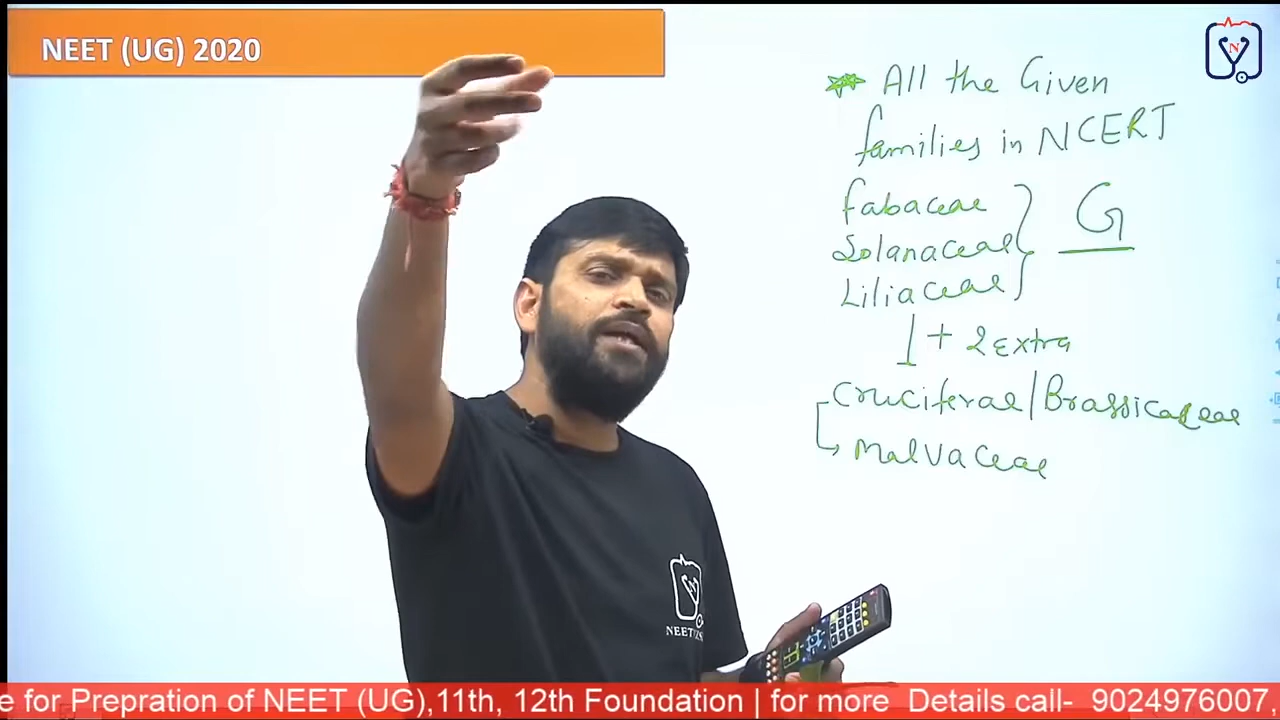 NEET (UG) 2020
N
All the Given
families in NCERT
fabaceae
Solanaceae
Liliaceae
G
+ 2 Extra
Cruciferae/Brassicaceae
Malvaceae
NEET
e for Prepration of NEET (UG),11th, 12th Foundation | for more Details call- 9024976007,